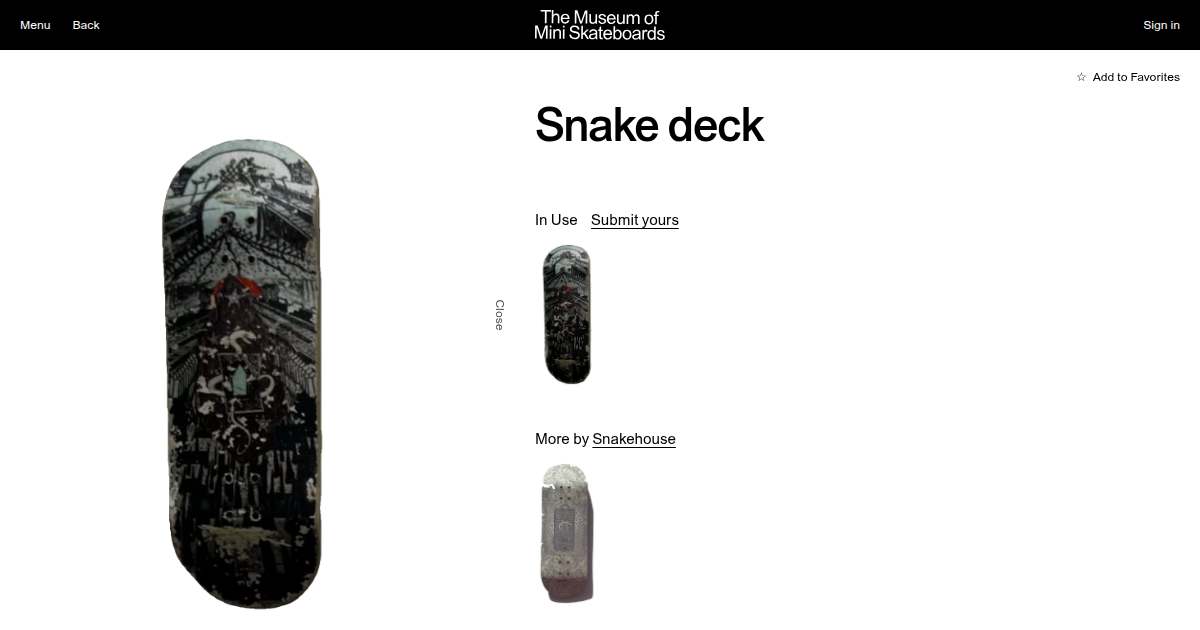 Menu Back
The Museum of
Mini Skateboards
Sign in
☆ Add to Favorites
Snake deck
In Use Submit yours
Close
More by Snakehouse